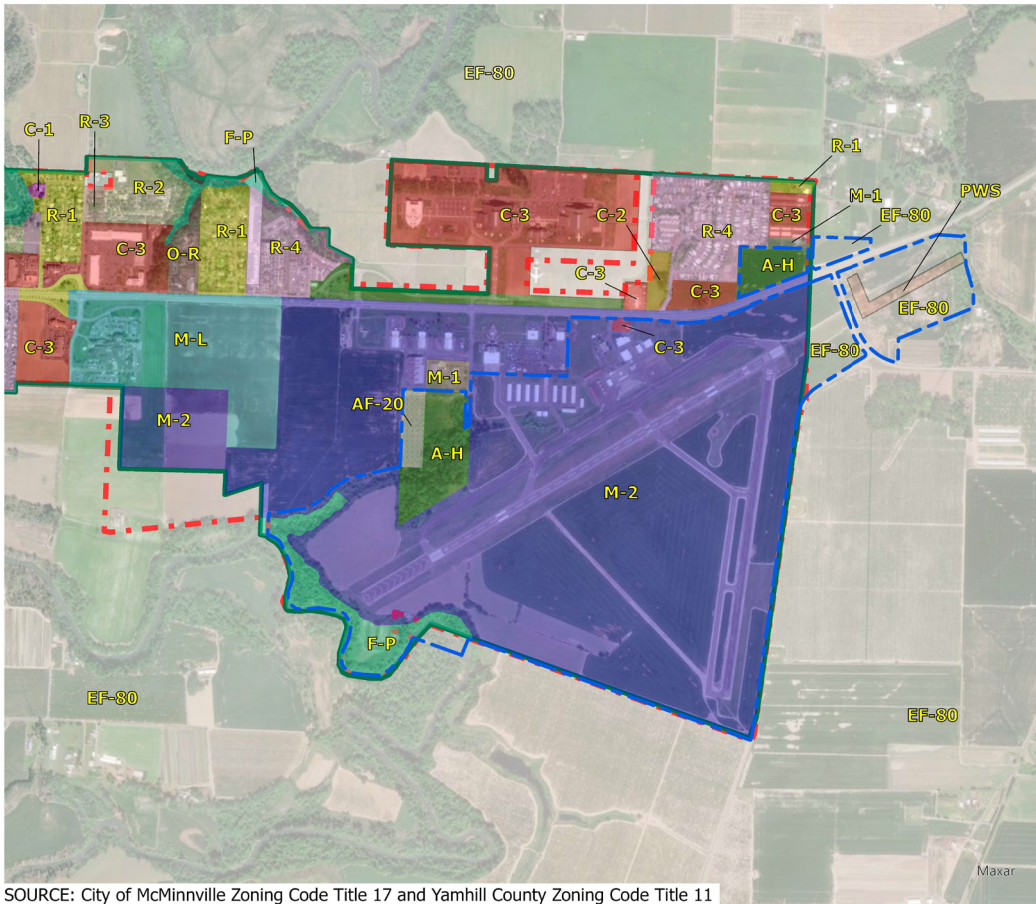 EF-80
R-3
C-1
F-P
R-1
M-1
R-2
PWS
EF-80
R-1
C-3
C-2
C-3
R-4
O-R
R-1
R-4
C-3
A-H
C-3
C-3
EF-80
M-L
C-3
C-3
EF-80
M-1
AF-20
M-2
A-H
M-2
F-P
EF-80
EF-80
Maxar
SOURCE: City of McMinnville Zoning Code Title 17 and Yamhill County Zoning Code Title 11